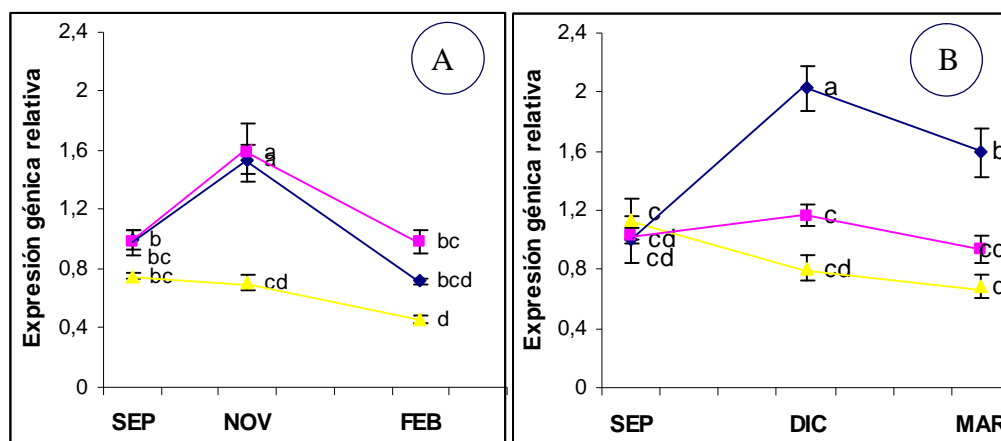 A
Expresión génica relativa
2,4
2
1,6
1,2
0,8
0,4
0
a
a
b
bc
bc
cd
bc
bcd
d
SEP NOV FEB
B
Expresión génica relativa
2,4
2
1,6
1,2
0,8
0,4
0
a
b
c
cd
cd
c
cd
SEP DIC MAR